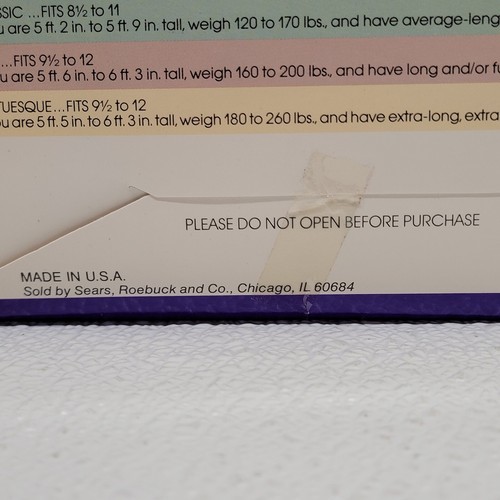 SSIC ...FITS 8½ to 11
u are 5 ft. 2 in. to 5 ft. 9 in. tall, weigh 120 to 170 lbs., and have average-leng
...FITS 9½ to 12
u are 5 ft. 6 in. to 6 ft. 3 in. tall, weigh 160 to 200 lbs., and have long and/or fu
TUESQUE...FITS 9½ to 12
u are 5 ft. 5 in. to 6 ft. 3 in. tall, weigh 180 to 260 lbs., and have extra-long, extra
PLEASE DO NOT OPEN BEFORE PURCHASE
MADE IN U.S.A.
Sold by Sears, Roebuck and Co., Chicago, IL 60684